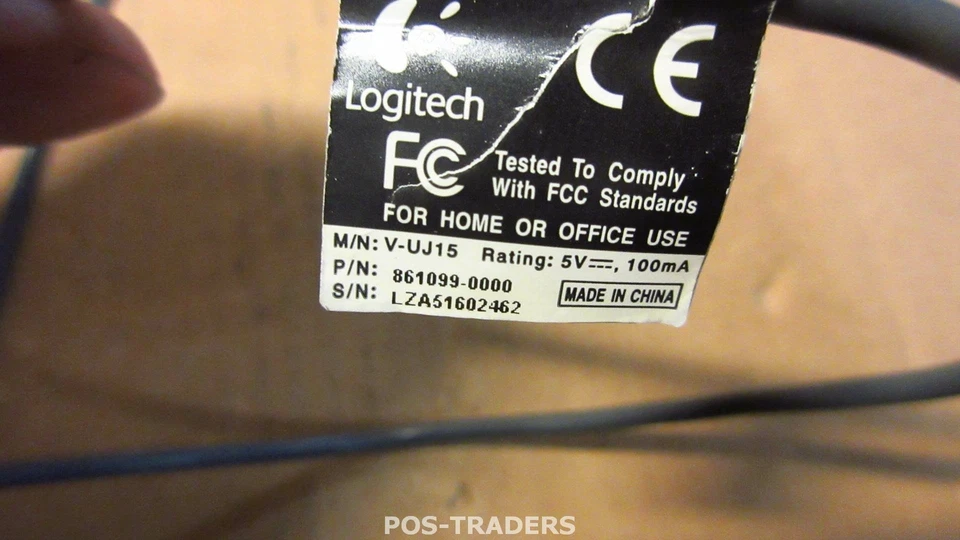 Logitech
CE
FC
Tested To Comply
With FCC Standards
FOR HOME OR OFFICE USE
M/N: V-UJ15 Rating: 5V⎓, 100mA
P/N: 861099-0000
S/N: LZA51602462
MADE IN CHINA
POS-TRADERS